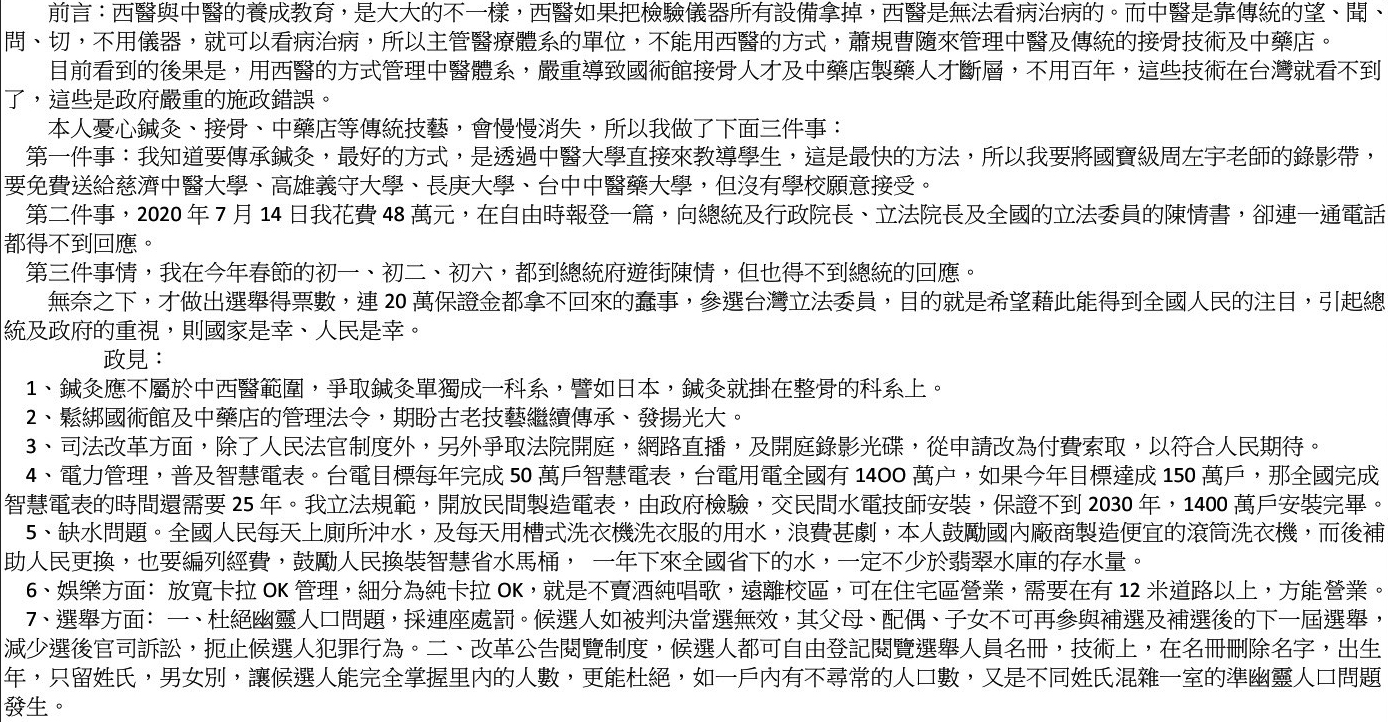 前言：西醫與中醫的養成教育，是大大的不一樣，西醫如果把檢驗儀器所有設備拿掉，西醫是無法看病治病的。而中醫是靠傳統的望、聞、
問、切，不用儀器，就可以看病治病，所以主管醫療體系的單位，不能用西醫的方式，蕭規曹隨來管理中醫及傳統的接骨技術及中藥店。
目前看到的後果是，用西醫的方式管理中醫體系，嚴重導致國術館接骨人才及中藥店製藥人才斷層，不用百年，這些技術在台灣就看不到
了，這些是政府嚴重的施政錯誤。
本人憂心鍼灸、接骨、中藥店等傳統技藝，會慢慢消失，所以我做了下面三件事：
第一件事：我知道要傳承鍼灸，最好的方式，是透過中醫大學直接來教導學生，這是最快的方法，所以我要將國寶級周左宇老師的錄影帶，
要免費送給慈濟中醫大學、高雄義守大學、長庚大學、台中中醫藥大學，但沒有學校願意接受。
第二件事，2020 年 7 月 14 日我花費 48 萬元，在自由時報登一篇，向總統及行政院長、立法院長及全國的立法委員的陳情書，卻連一通電話
都得不到回應。
第三件事情，我在今年春節的初一、初二、初六，都到總統府遊街陳情，但也得不到總統的回應。
無奈之下，才做出選舉得票數，連 20 萬保證金都拿不回來的蠢事，參選台灣立法委員，目的就是希望藉此能得到全國人民的注目，引起總
統及政府的重視，則國家是幸、人民是幸。
政見：
1、鍼灸應不屬於中西醫範圍，爭取鍼灸單獨成一科系，譬如日本，鍼灸就掛在整骨的科系上。
2、鬆綁國術館及中藥店的管理法令，期盼古老技藝繼續傳承、發揚光大。
3、司法改革方面，除了人民法官制度外，另外爭取法院開庭，網路直播，及開庭錄影光碟，從申請改為付費索取，以符合人民期待。
4、電力管理，普及智慧電表。台電目標每年完成 50 萬戶智慧電表，台電用電全國有 14OO 萬户，如果今年目標達成 150 萬戶，那全國完成
智慧電表的時間還需要 25 年。我立法規範，開放民間製造電表，由政府檢驗，交民間水電技師安裝，保證不到 2030 年，1400 萬戶安裝完畢。
5、缺水問題。全國人民每天上廁所沖水，及每天用槽式洗衣機洗衣服的用水，浪費甚劇，本人鼓勵國內廠商製造便宜的滾筒洗衣機，而後補
助人民更換，也要編列經費，鼓勵人民換裝智慧省水馬桶， 一年下來全國省下的水，一定不少於翡翠水庫的存水量。
6、娛樂方面： 放寬卡拉 OK 管理，細分為純卡拉 OK，就是不賣酒純唱歌，遠離校區，可在住宅區營業，需要在有 12 米道路以上，方能營業。
7、選舉方面： 一、杜絕幽靈人口問題，採連座處罰。候選人如被判決當選無效，其父母、配偶、子女不可再參與補選及補選後的下一屆選舉，
減少選後官司訴訟，扼止候選人犯罪行為。二、改革公告閱覽制度，候選人都可自由登記閱覽選舉人員名冊，技術上，在名冊刪除名字，出生
年，只留姓氏，男女別，讓候選人能完全掌握里內的人數，更能杜絕，如一戶內有不尋常的人口數，又是不同姓氏混雜一室的準幽靈人口問題
發生。